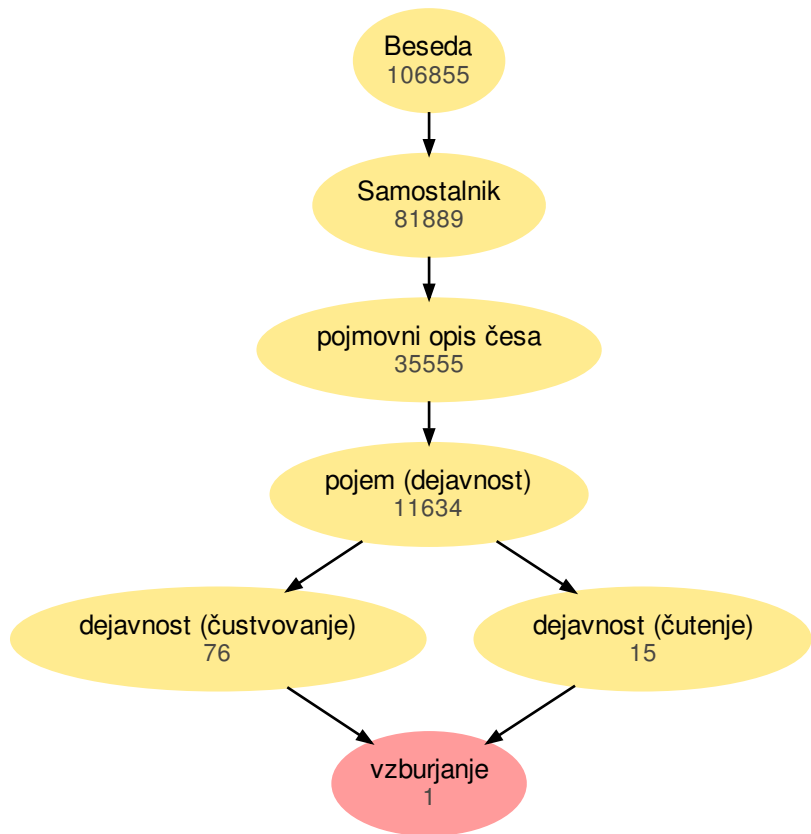 Beseda
106855
Samostalnik
81889
pojmovni opis česa
35555
pojem (dejavnost)
11634
dejavnost (čustvovanje)
76
dejavnost (čutenje)
15
vzburjanje
1